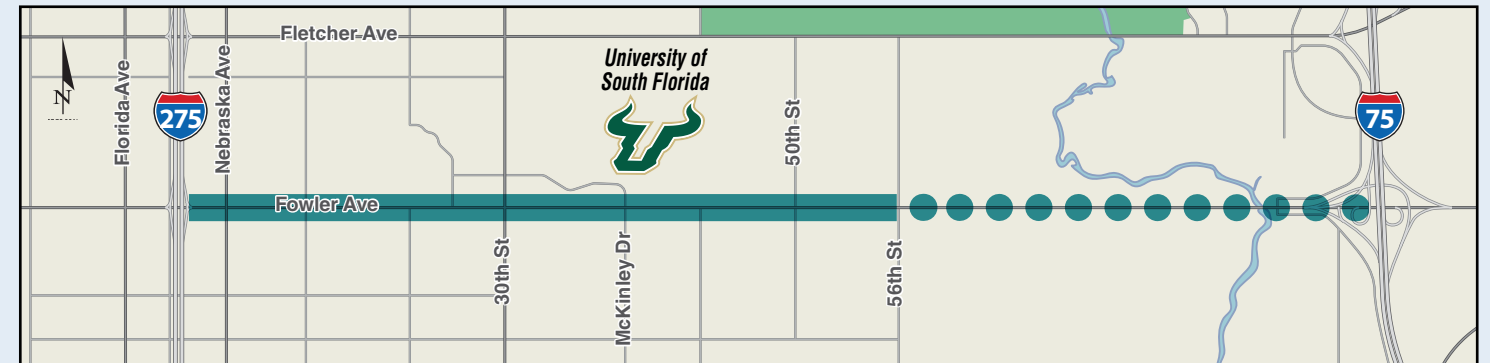 Fletcher Ave
University of
South Florida
N
Florida Ave
275
Nebraska Ave
50th St
75
Fowler Ave
30th St
McKinley Dr
56th St